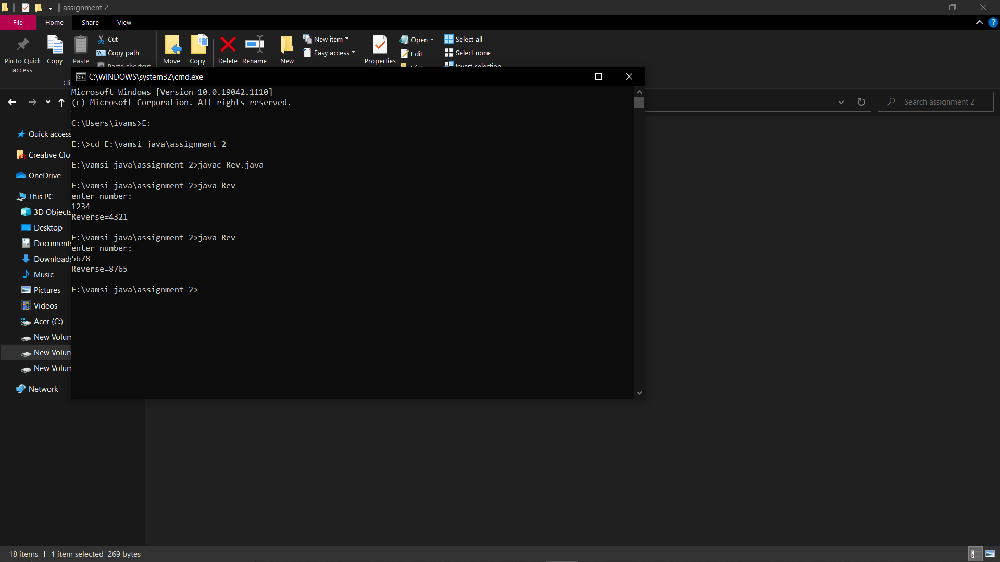 assignment 2
File Home Share View
Pin to Quick access
Copy
Paste
Cut
Copy path
Paste shortcut
Move
Copy
Delete
Rename
New
New item
Easy access
Properties
Open
Edit
Select all
Select none
Invert selection
C:\WINDOWS\system32\cmd.exe
Search assignment 2
Microsoft Windows [Version 10.0.19042.1110]
(c) Microsoft Corporation. All rights reserved.
C:\Users\ivams>E:
E:\>cd E:\vamsi java\assignment 2
E:\vamsi java\assignment 2>javac Rev.java
E:\vamsi java\assignment 2>java Rev
enter number:
1234
Reverse=4321
E:\vamsi java\assignment 2>java Rev
enter number:
5678
Reverse=8765
E:\vamsi java\assignment 2>
Quick access
Creative Clo
OneDrive
This PC
3D Objects
Desktop
Documents
Downloads
Music
Pictures
Videos
Acer (C:)
New Volum
New Volum
New Volum
Network
18 items 1 item selected 269 bytes